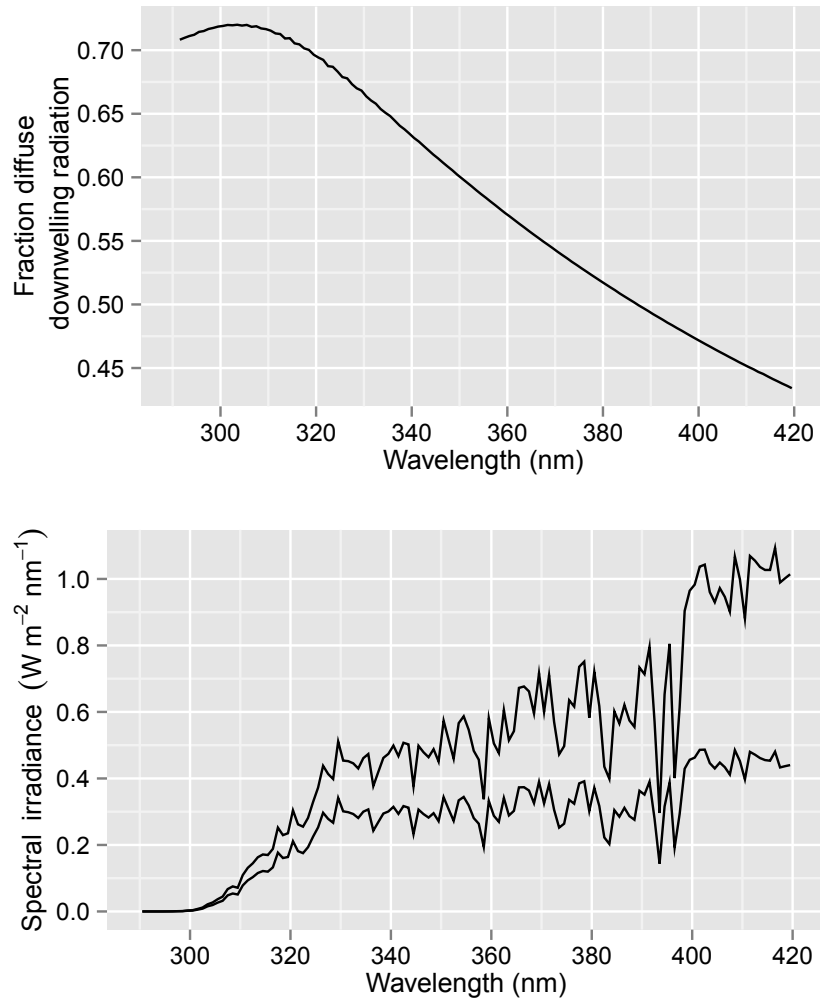 Fraction diffuse
downwelling radiation
0.70
0.65
0.60
0.55
0.50
0.45
300 320 340 360 380 400 420
Wavelength (nm)
Spectral irradiance (W m⁻² nm⁻¹)
1.0
0.8
0.6
0.4
0.2
0.0
300 320 340 360 380 400 420
Wavelength (nm)